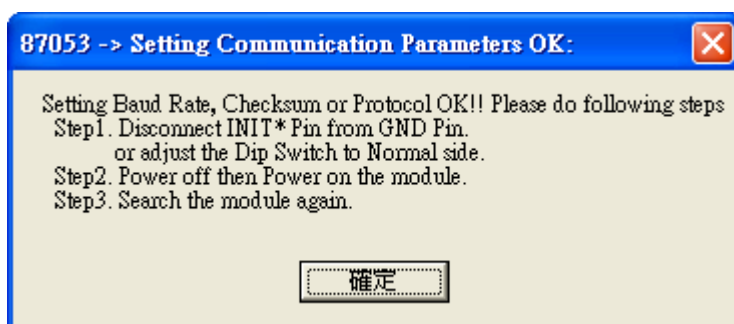 87053 -> Setting Communication Parameters OK:
Setting Baud Rate, Checksum or Protocol OK!! Please do following steps
Step1. Disconnect INIT* Pin from GND Pin.
or adjust the Dip Switch to Normal side.
Step2. Power off then Power on the module.
Step3. Search the module again.
確定